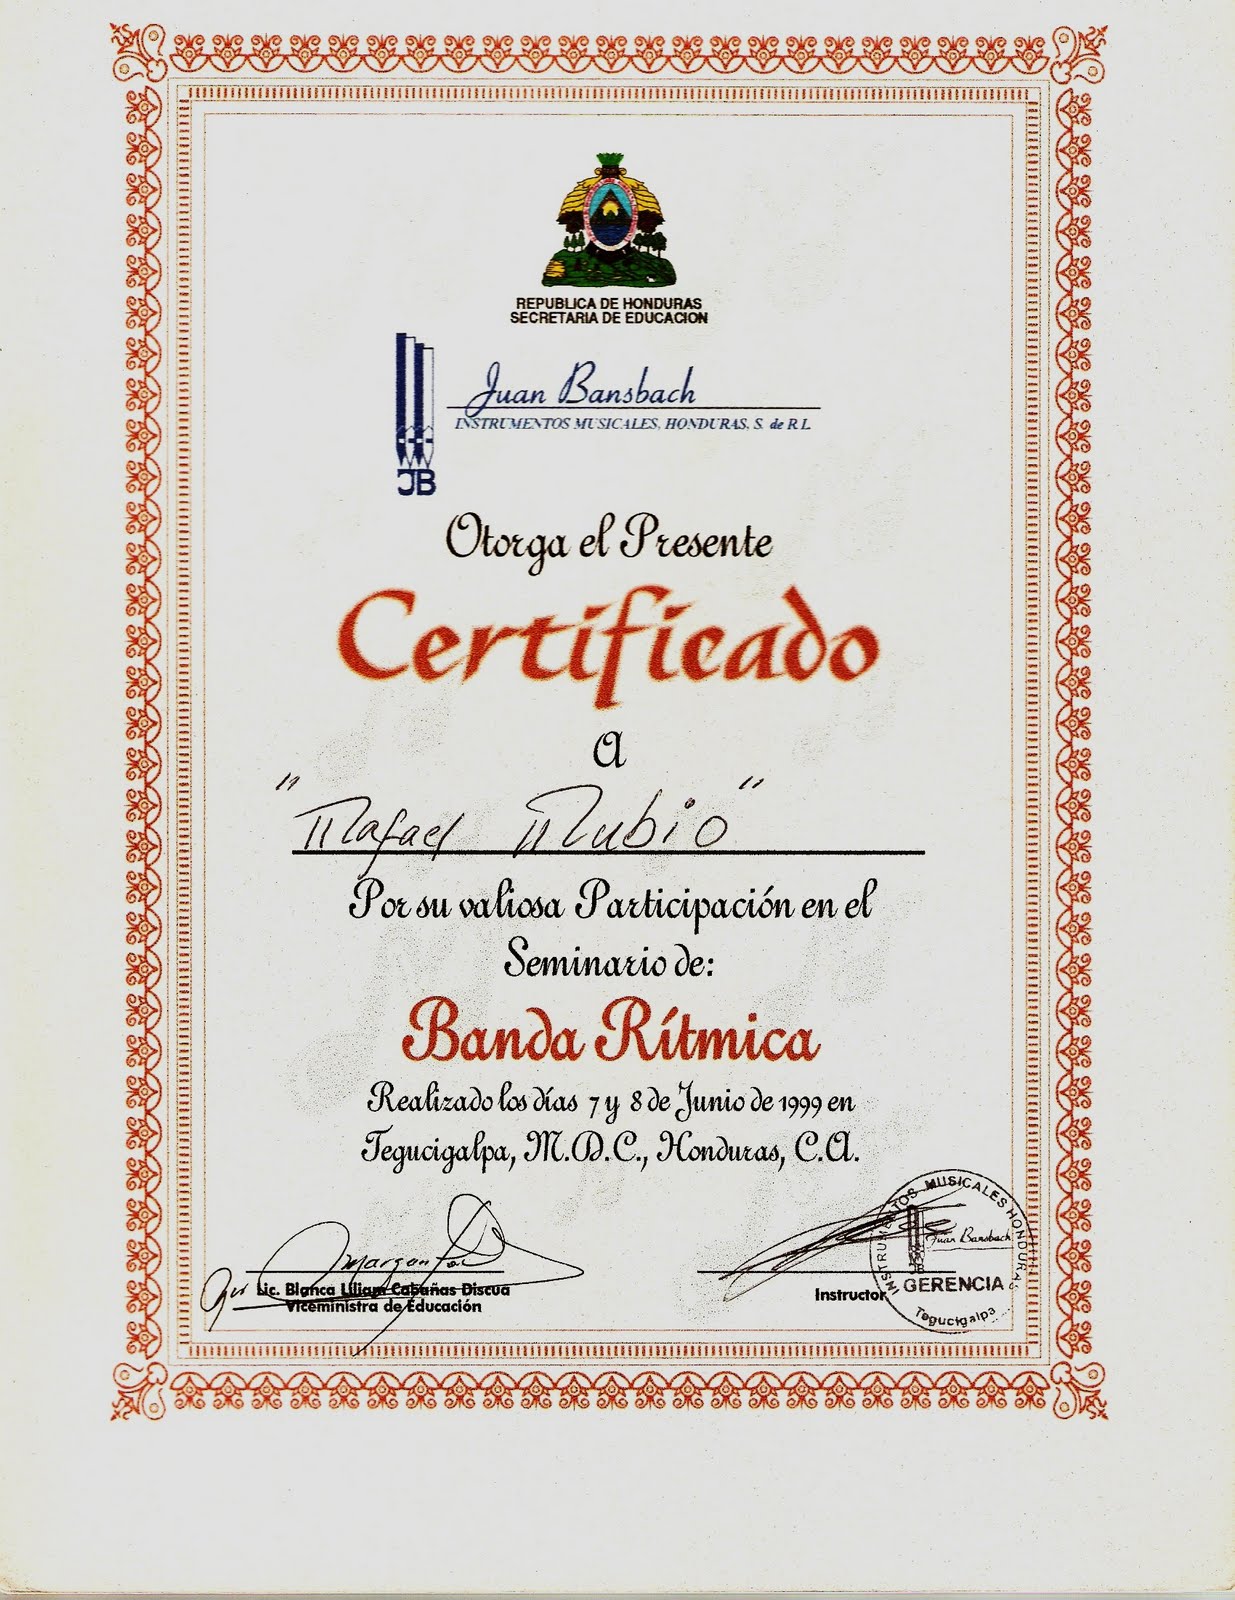 REPUBLICA DE HONDURAS
SECRETARIA DE EDUCACION
Juan Bansbach
INSTRUMENTOS MUSICALES, HONDURAS, S. de R L
JB
Otorga el Presente
Certificado
A
"Rafael Rubio"
Por su valiosa Participación en el
Seminario de:
Banda Rítmica
Realizado los días 7 y 8 de Junio de 1999 en
Tegucigalpa, M.D.C., Honduras, C.A.
Lic. Blanca Liliam Cabañas Discua
Viceministra de Educación
Instructor
INSTRUMENTOS MUSICALES HONDURAS
Juan Bansbach
JB
GERENCIA
Tegucigalpa